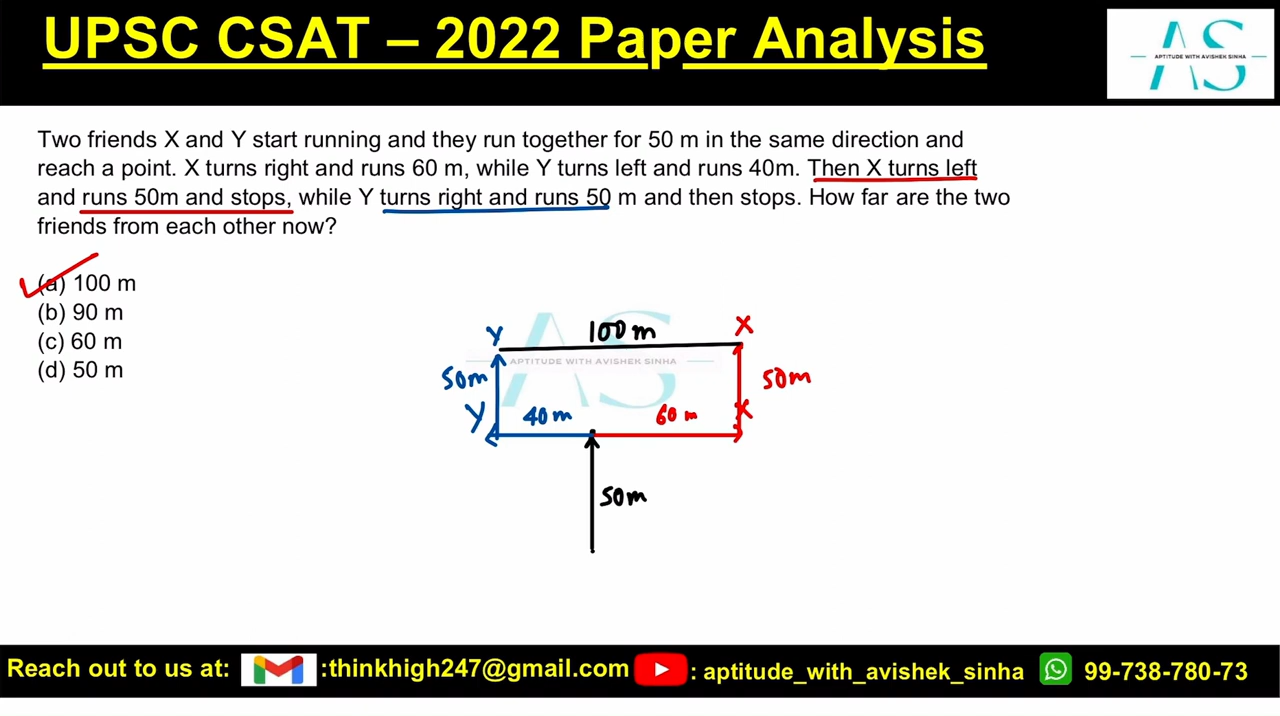 UPSC CSAT – 2022 Paper Analysis
AS
APTITUDE WITH AVISHEK SINHA
Two friends X and Y start running and they run together for 50 m in the same direction and
reach a point. X turns right and runs 60 m, while Y turns left and runs 40m. Then X turns left
and runs 50m and stops, while Y turns right and runs 50 m and then stops. How far are the two
friends from each other now?
(a) 100 m
(b) 90 m
(c) 60 m
(d) 50 m
Y 100 m X
AS
APTITUDE WITH AVISHEK SINHA
50m 50m
Y 40 m 60 m X
50m
Reach out to us at: :thinkhigh247@gmail.com : aptitude_with_avishek_sinha 99-738-780-73